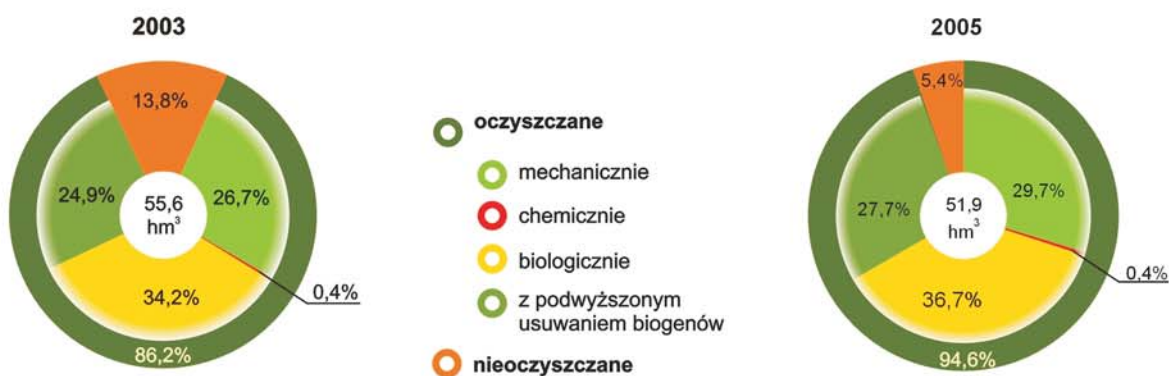 2003
13,8%
24,9%
55,6
hm³
26,7%
34,2%
0,4%
86,2%
oczyszczane
mechanicznie
chemicznie
biologicznie
z podwyższonym
usuwaniem biogenów
nieoczyszczane
2005
5,4%
27,7%
51,9
hm³
29,7%
36,7%
0,4%
94,6%